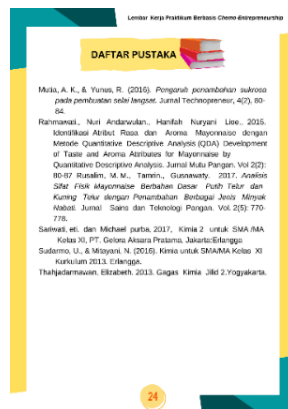 Lembar Kerja Praktikum Berbasis Chemo-Entrepreneurship
DAFTAR PUSTAKA
Mutia, A. K., & Yunus, R. (2016). Pengaruh penambahan sukrosa
pada pembuatan selai langsat. Jurnal Technopreneur, 4(2), 80-
84.
Rahmawati., Nuri Andarwulan., Hanifah Nuryani Lioe.. 2015.
Identifikasi Atribut Rasa dan Aroma Mayonnaise dengan
Metode Quantitative Descriptive Analysis (QDA) Development
of Taste and Aroma Attributes for Mayonnaise by
Quantitative Descriptive Analysis. Jurnal Mutu Pangan. Vol 2(2):
80-87 Rusalim, M. M., Tamrin., Gusnawaty. 2017. Analisis
Sifat Fisik Mayonnaise Berbahan Dasar Putih Telur dan
Kuning Telur dengan Penambahan Berbagai Jenis Minyak
Nabati. Jurnal Sains dan Teknologi Pangan. Vol. 2(5): 770-
778.
Sariwati, eti. dan Michael purba, 2017, Kimia 2 untuk SMA /MA
Kelas XI, PT. Gelora Aksara Pratama, Jakarta:Erlangga
Sudarmo, U., & Mitayani, N. (2016). Kimia untuk SMA/MA Kelas XI
Kurkulum 2013. Erlangga.
Thahjadarmawan, Elizabeth. 2013. Gagas Kimia Jilid 2.Yogyakarta.
24